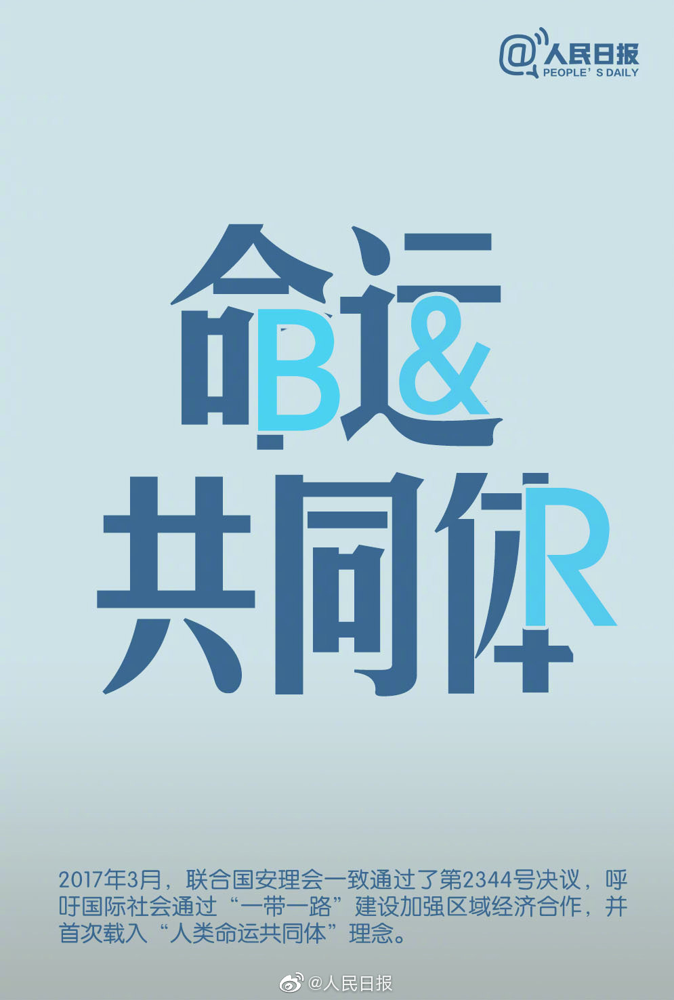 @人民日报
PEOPLE'S DAILY
命运
B &
共同体
R
2017年3月，联合国安理会一致通过了第2344号决议，呼
吁国际社会通过“一带一路”建设加强区域经济合作，并
首次载入“人类命运共同体”理念。
@人民日报